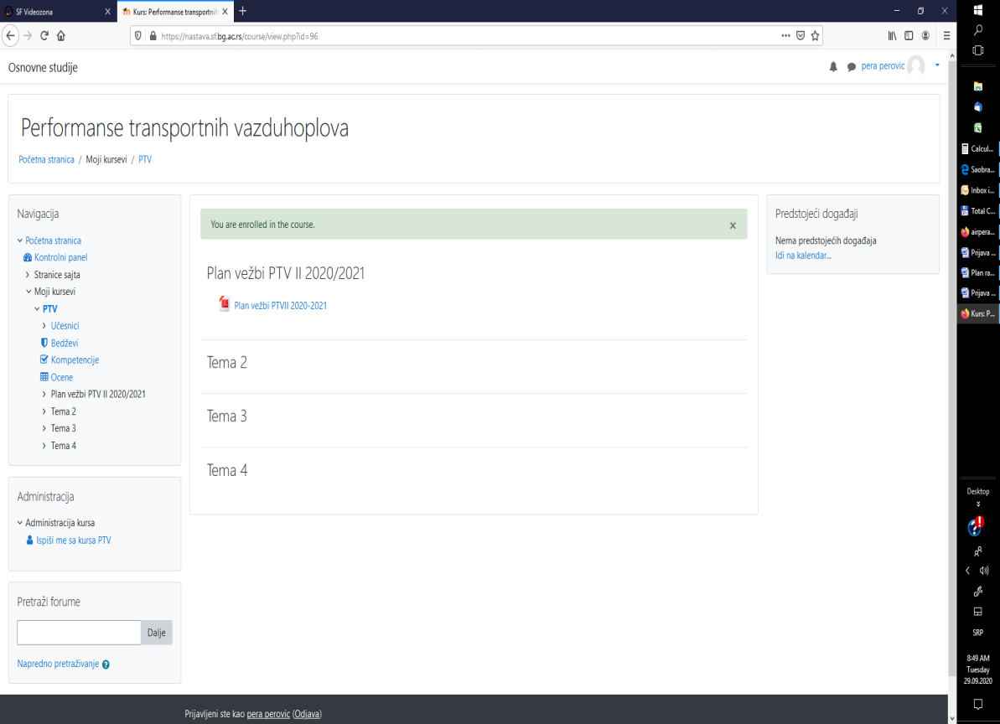 SF Videozona
Kurs: Performanse transportnih
https://nastava.sf.bg.ac.rs/course/view.php?id=96
Osnovne studije
pera perovic
Performanse transportnih vazduhoplova
Početna stranica / Moji kursevi / PTV
Navigacija
Početna stranica
Kontrolni panel
Stranice sajta
Moji kursevi
PTV
Učesnici
Bedževi
Kompetencije
Ocene
Plan vežbi PTV II 2020/2021
Tema 2
Tema 3
Tema 4
Administracija
Administracija kursa
Ispiši me sa kursa PTV
Pretraži forume
Dalje
Napredno pretraživanje
You are enrolled in the course.
x
Plan vežbi PTV II 2020/2021
Plan vežbi PTVII 2020-2021
Tema 2
Tema 3
Tema 4
Predstojeći događaji
Nema predstojećih događaja
Idi na kalendar...
Prijavljeni ste kao pera perovic (Odjava)
Calcul...
Saobra...
Inbox i...
Total C...
airpera...
Prijava ...
Plan ra...
Prijava ...
Kurs: P...
Desktop
SRP
8:49 AM
Tuesday
29.09.2020